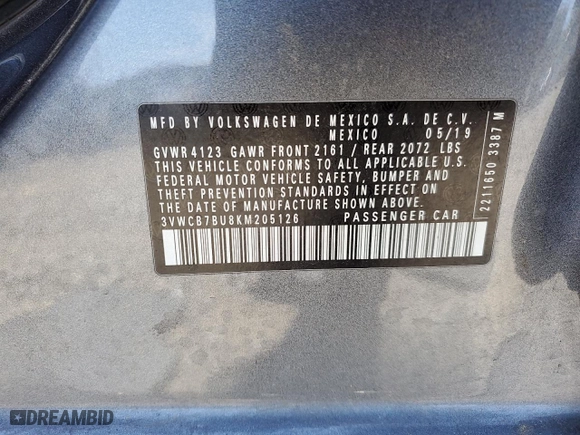 MFD BY VOLKSWAGEN DE MEXICO S.A. DE C.V.
MEXICO 05/19
GVWR 4123 GAWR FRONT 2161 / REAR 2072 LBS
THIS VEHICLE CONFORMS TO ALL APPLICABLE U.S.
FEDERAL MOTOR VEHICLE SAFETY, BUMPER AND
THEFT PREVENTION STANDARDS IN EFFECT ON
THE DATE OF MANUFACTURE SHOWN ABOVE.
3VWCB7BU8KM205126 PASSENGER CAR
2211650 3387 M
DREAMBID